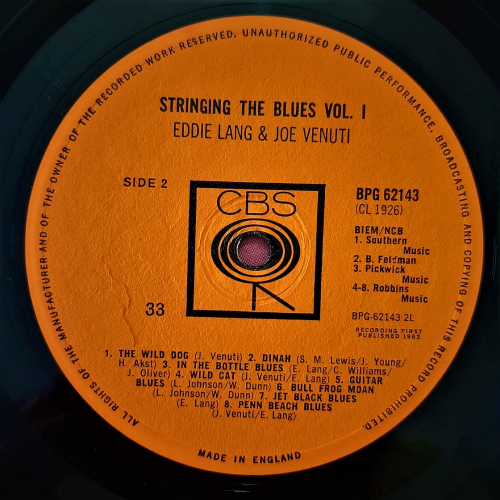 ALL RIGHTS OF THE MANUFACTURER AND OF THE OWNER OF THE RECORDED WORK RESERVED. UNAUTHORIZED PUBLIC PERFORMANCE, BROADCASTING AND COPYING OF THIS RECORD PROHIBITED.
STRINGING THE BLUES VOL. I
EDDIE LANG & JOE VENUTI
SIDE 2
CBS
BPG 62143
(CL 1926)
BIEM/NCB
1. Southern
Music
2. B. Feldman
3. Pickwick
Music
4-8. Robbins
Music
33
BPG-62143 2L
RECORDING FIRST
PUBLISHED 1963
1. THE WILD DOG (J. Venuti) 2. DINAH (S. M. Lewis/J. Young/
H. Akst) 3. IN THE BOTTLE BLUES (E. Lang/C. Williams/
J. Oliver) 4. WILD CAT (J. Venuti/E. Lang) 5. GUITAR
BLUES (L. Johnson/W. Dunn) 6. BULL FROG MOAN
(L. Johnson/W. Dunn) 7. JET BLACK BLUES
(E. Lang) 8. PENN BEACH BLUES
(J. Venuti/E. Lang)
MADE IN ENGLAND